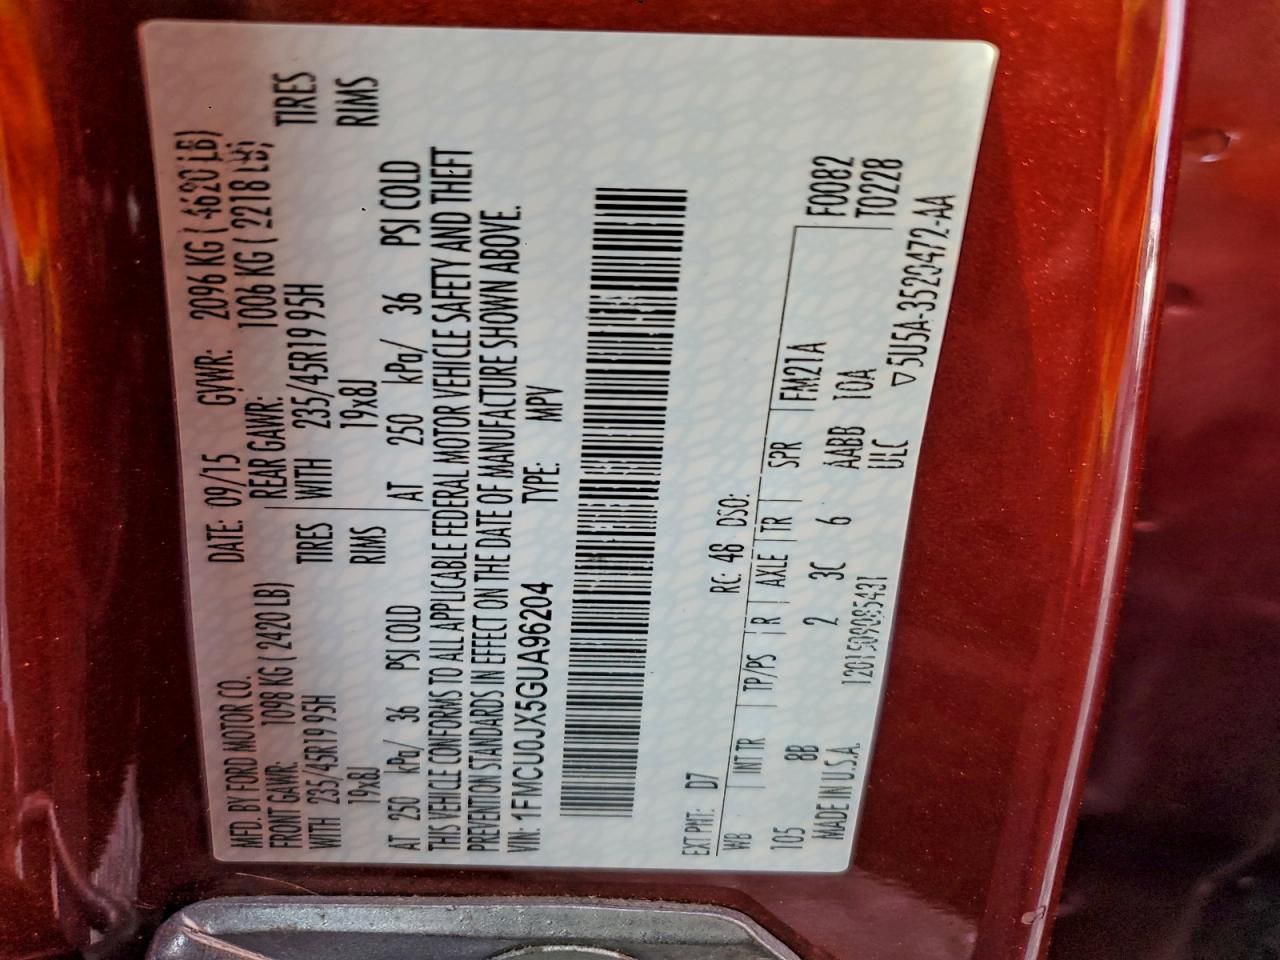 MFD. BY FORD MOTOR CO. DATE: 09/15 GVWR: 2096 KG ( 4620 LB)
FRONT GAWR: 1098 KG ( 2420 LB) REAR GAWR: 1006 KG ( 2218 LB)
WITH 235/45R19 95H TIRES WITH 235/45R19 95H TIRES
19x8J RIMS 19x8J RIMS
AT 250 kPa/ 36 PSI COLD AT 250 kPa/ 36 PSI COLD
THIS VEHICLE CONFORMS TO ALL APPLICABLE FEDERAL MOTOR VEHICLE SAFETY AND THEFT
PREVENTION STANDARDS IN EFFECT ON THE DATE OF MANUFACTURE SHOWN ABOVE.
VIN: 1FMCU0JX5GUA96204 TYPE: MPV
EXT PNT: D7 RC: 48 DSO: F0082
WB INT TR TP/PS R AXLE TR SPR FM21A T0228
105 8B 2 3C 6 AABB TOA
MADE IN U.S.A. ULC ▽5U5A-3520472-AA